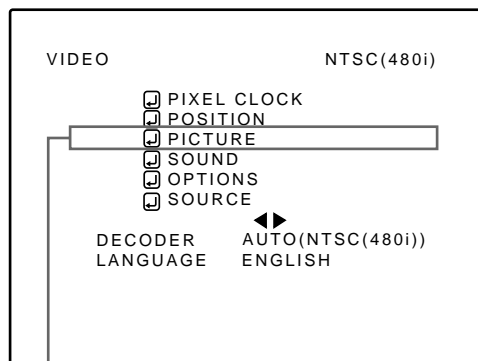 VIDEO NTSC(480i)
PIXEL CLOCK
POSITION
PICTURE
SOUND
OPTIONS
SOURCE
DECODER AUTO(NTSC(480i))
LANGUAGE ENGLISH